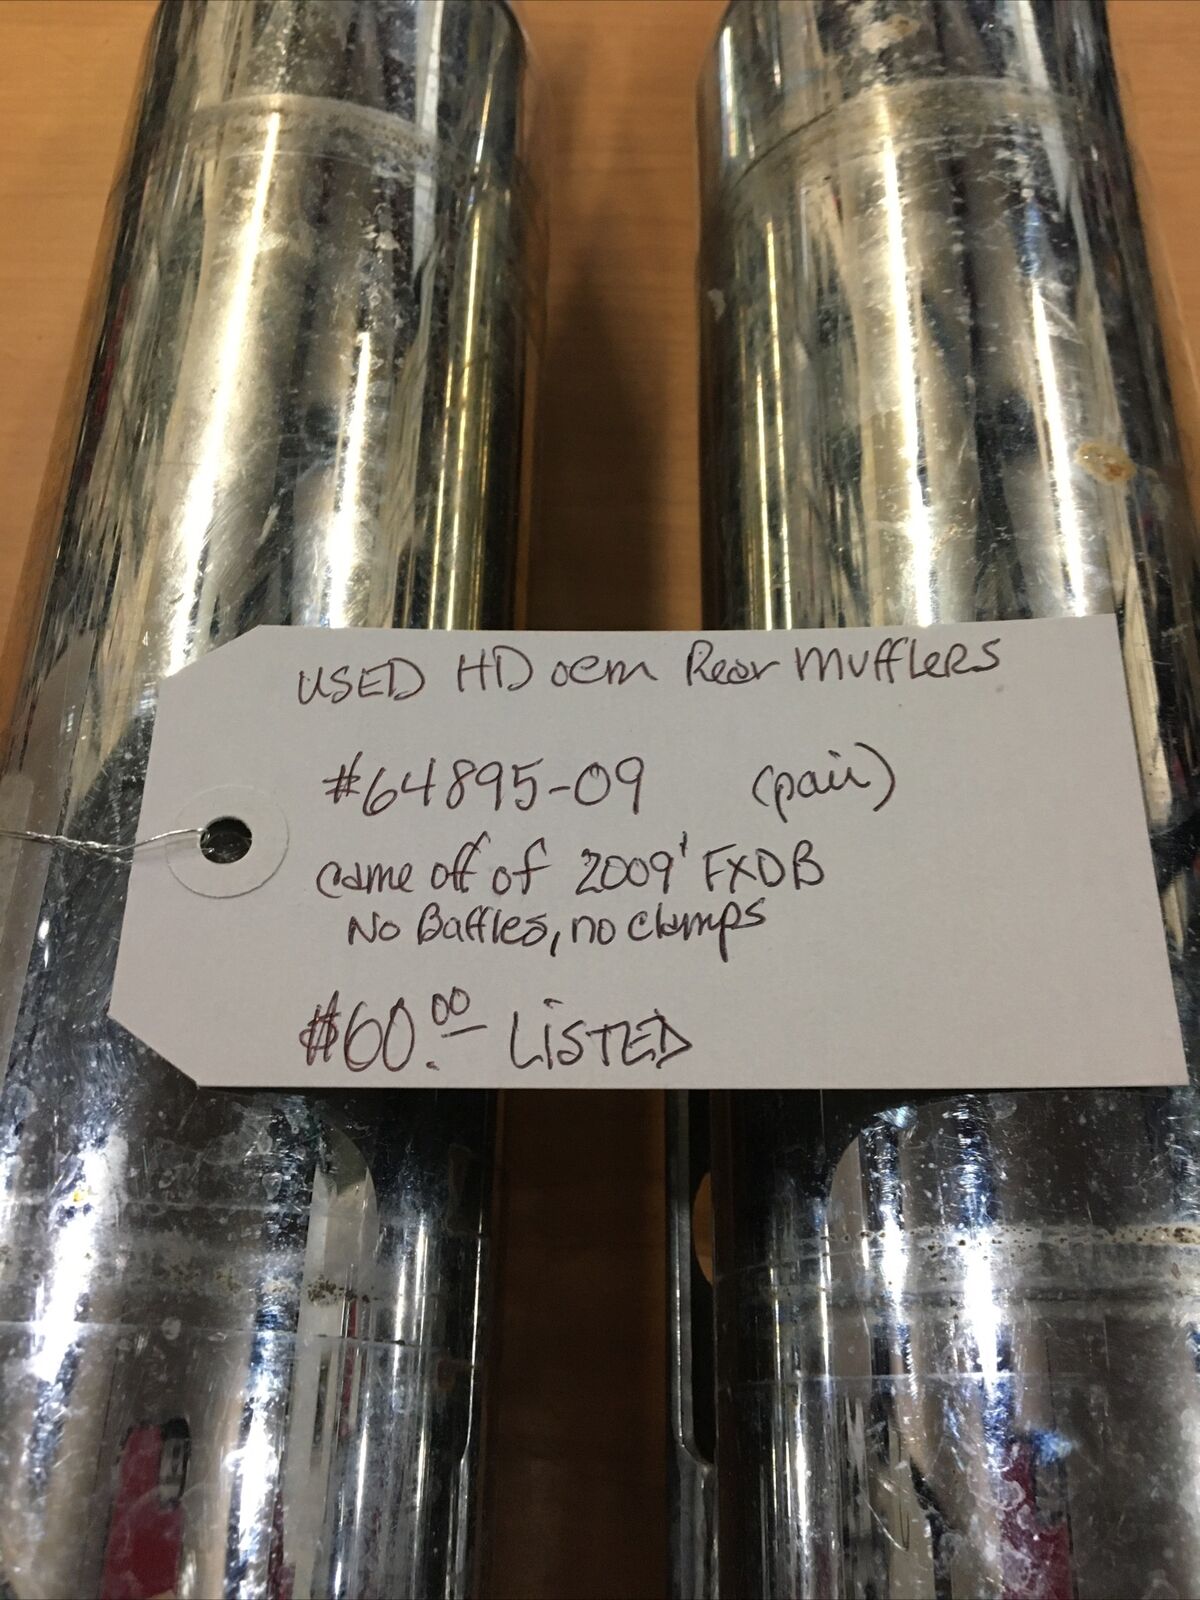 USED HD oem Rear Mufflers
#64895-09 (pair)
came off of 2009' FXDB
No Baffles, no clamps
$60.00 LiSTED